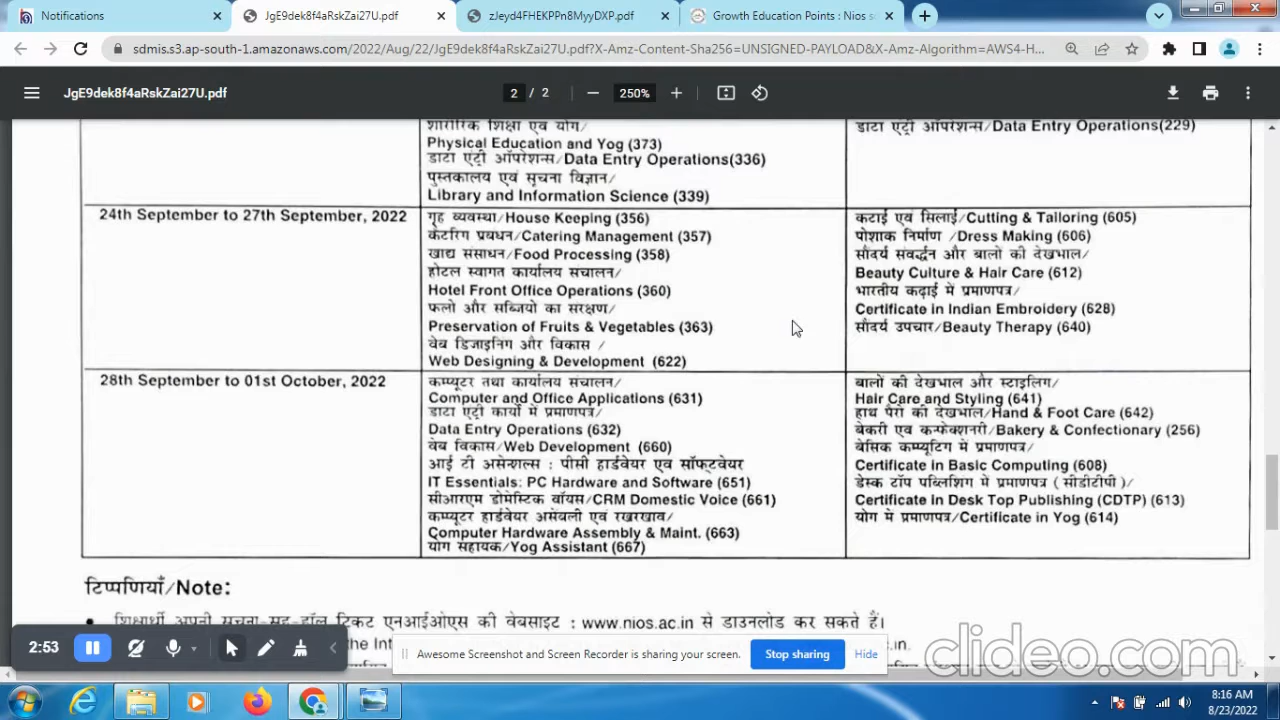 Notifications
JgE9dek8f4aRskZai27U.pdf
zJeyd4FHEKPPn8MyyDXP.pdf
Growth Education Points : Nios s
sdmis.s3.ap-south-1.amazonaws.com/2022/Aug/22/JgE9dek8f4aRskZai27U.pdf?X-Amz-Content-Sha256=UNSIGNED-PAYLOAD&X-Amz-Algorithm=AWS4-H...
JgE9dek8f4aRskZai27U.pdf
2 / 2
250%
शारीरिक शिक्षा एवं योग/
Physical Education and Yog (373)
डाटा एंट्री ऑपरेशन्स/Data Entry Operations(336)
पुस्तकालय एवं सूचना विज्ञान/
Library and Information Science (339)
डाटा एंट्री ऑपरेशन्स/Data Entry Operations(229)
24th September to 27th September, 2022
गृह व्यवस्था/House Keeping (356)
कैटरिंग प्रबंधन/Catering Management (357)
खाद्य संसाधन/Food Processing (358)
होटल स्वागत कार्यालय संचालन/
Hotel Front Office Operations (360)
फलो और सब्जियो का संरक्षण/
Preservation of Fruits & Vegetables (363)
वेब डिजाइनिंग और विकास /
Web Designing & Development (622)
कटाई एवं सिलाई/Cutting & Tailoring (605)
पोशाक निर्माण /Dress Making (606)
सौंदर्य संवर्द्धन और बालों की देखभाल/
Beauty Culture & Hair Care (612)
भारतीय कढ़ाई में प्रमाणपत्र/
Certificate in Indian Embroidery (628)
सौंदर्य उपचार/Beauty Therapy (640)
28th September to 01st October, 2022
कम्प्यूटर तथा कार्यालय संचालन/
Computer and Office Applications (631)
डाटा एंट्री कार्यो में प्रमाणपत्र/
Data Entry Operations (632)
वेब विकास/Web Development (660)
आई टी असेन्शल्स : पीसी हार्डवेयर एवं सॉफ्टवेयर
IT Essentials: PC Hardware and Software (651)
सीआरएम डोमेस्टिक वॉयस/CRM Domestic Voice (661)
कम्प्यूटर हार्डवेयर असेंबली एवं रखरखाव/
Computer Hardware Assembly & Maint. (663)
योग सहायक/Yog Assistant (667)
बालों की देखभाल और स्टाइलिंग/
Hair Care and Styling (641)
हाथ पैरों की देखभाल/Hand & Foot Care (642)
बेकरी एवं कन्फेक्शनरी/Bakery & Confectionary (256)
बेसिक कम्प्यूटिंग में प्रमाणपत्र/
Certificate in Basic Computing (608)
डेस्क टॉप पब्लिशिंग में प्रमाणपत्र (सीडीटीपी)/
Certificate in Desk Top Publishing (CDTP) (613)
योग में प्रमाणपत्र/Certificate in Yog (614)
टिप्पणियाँ/Note:
शिक्षार्थी अपनी सूचना-सह-हॉल टिकट एनआईओएस की वेबसाइट : www.nios.ac.in से डाउनलोड कर सकते हैं।
2:53
Awesome Screenshot and Screen Recorder is sharing your screen.
Stop sharing
Hide
clideo.com
8:16 AM
8/23/2022